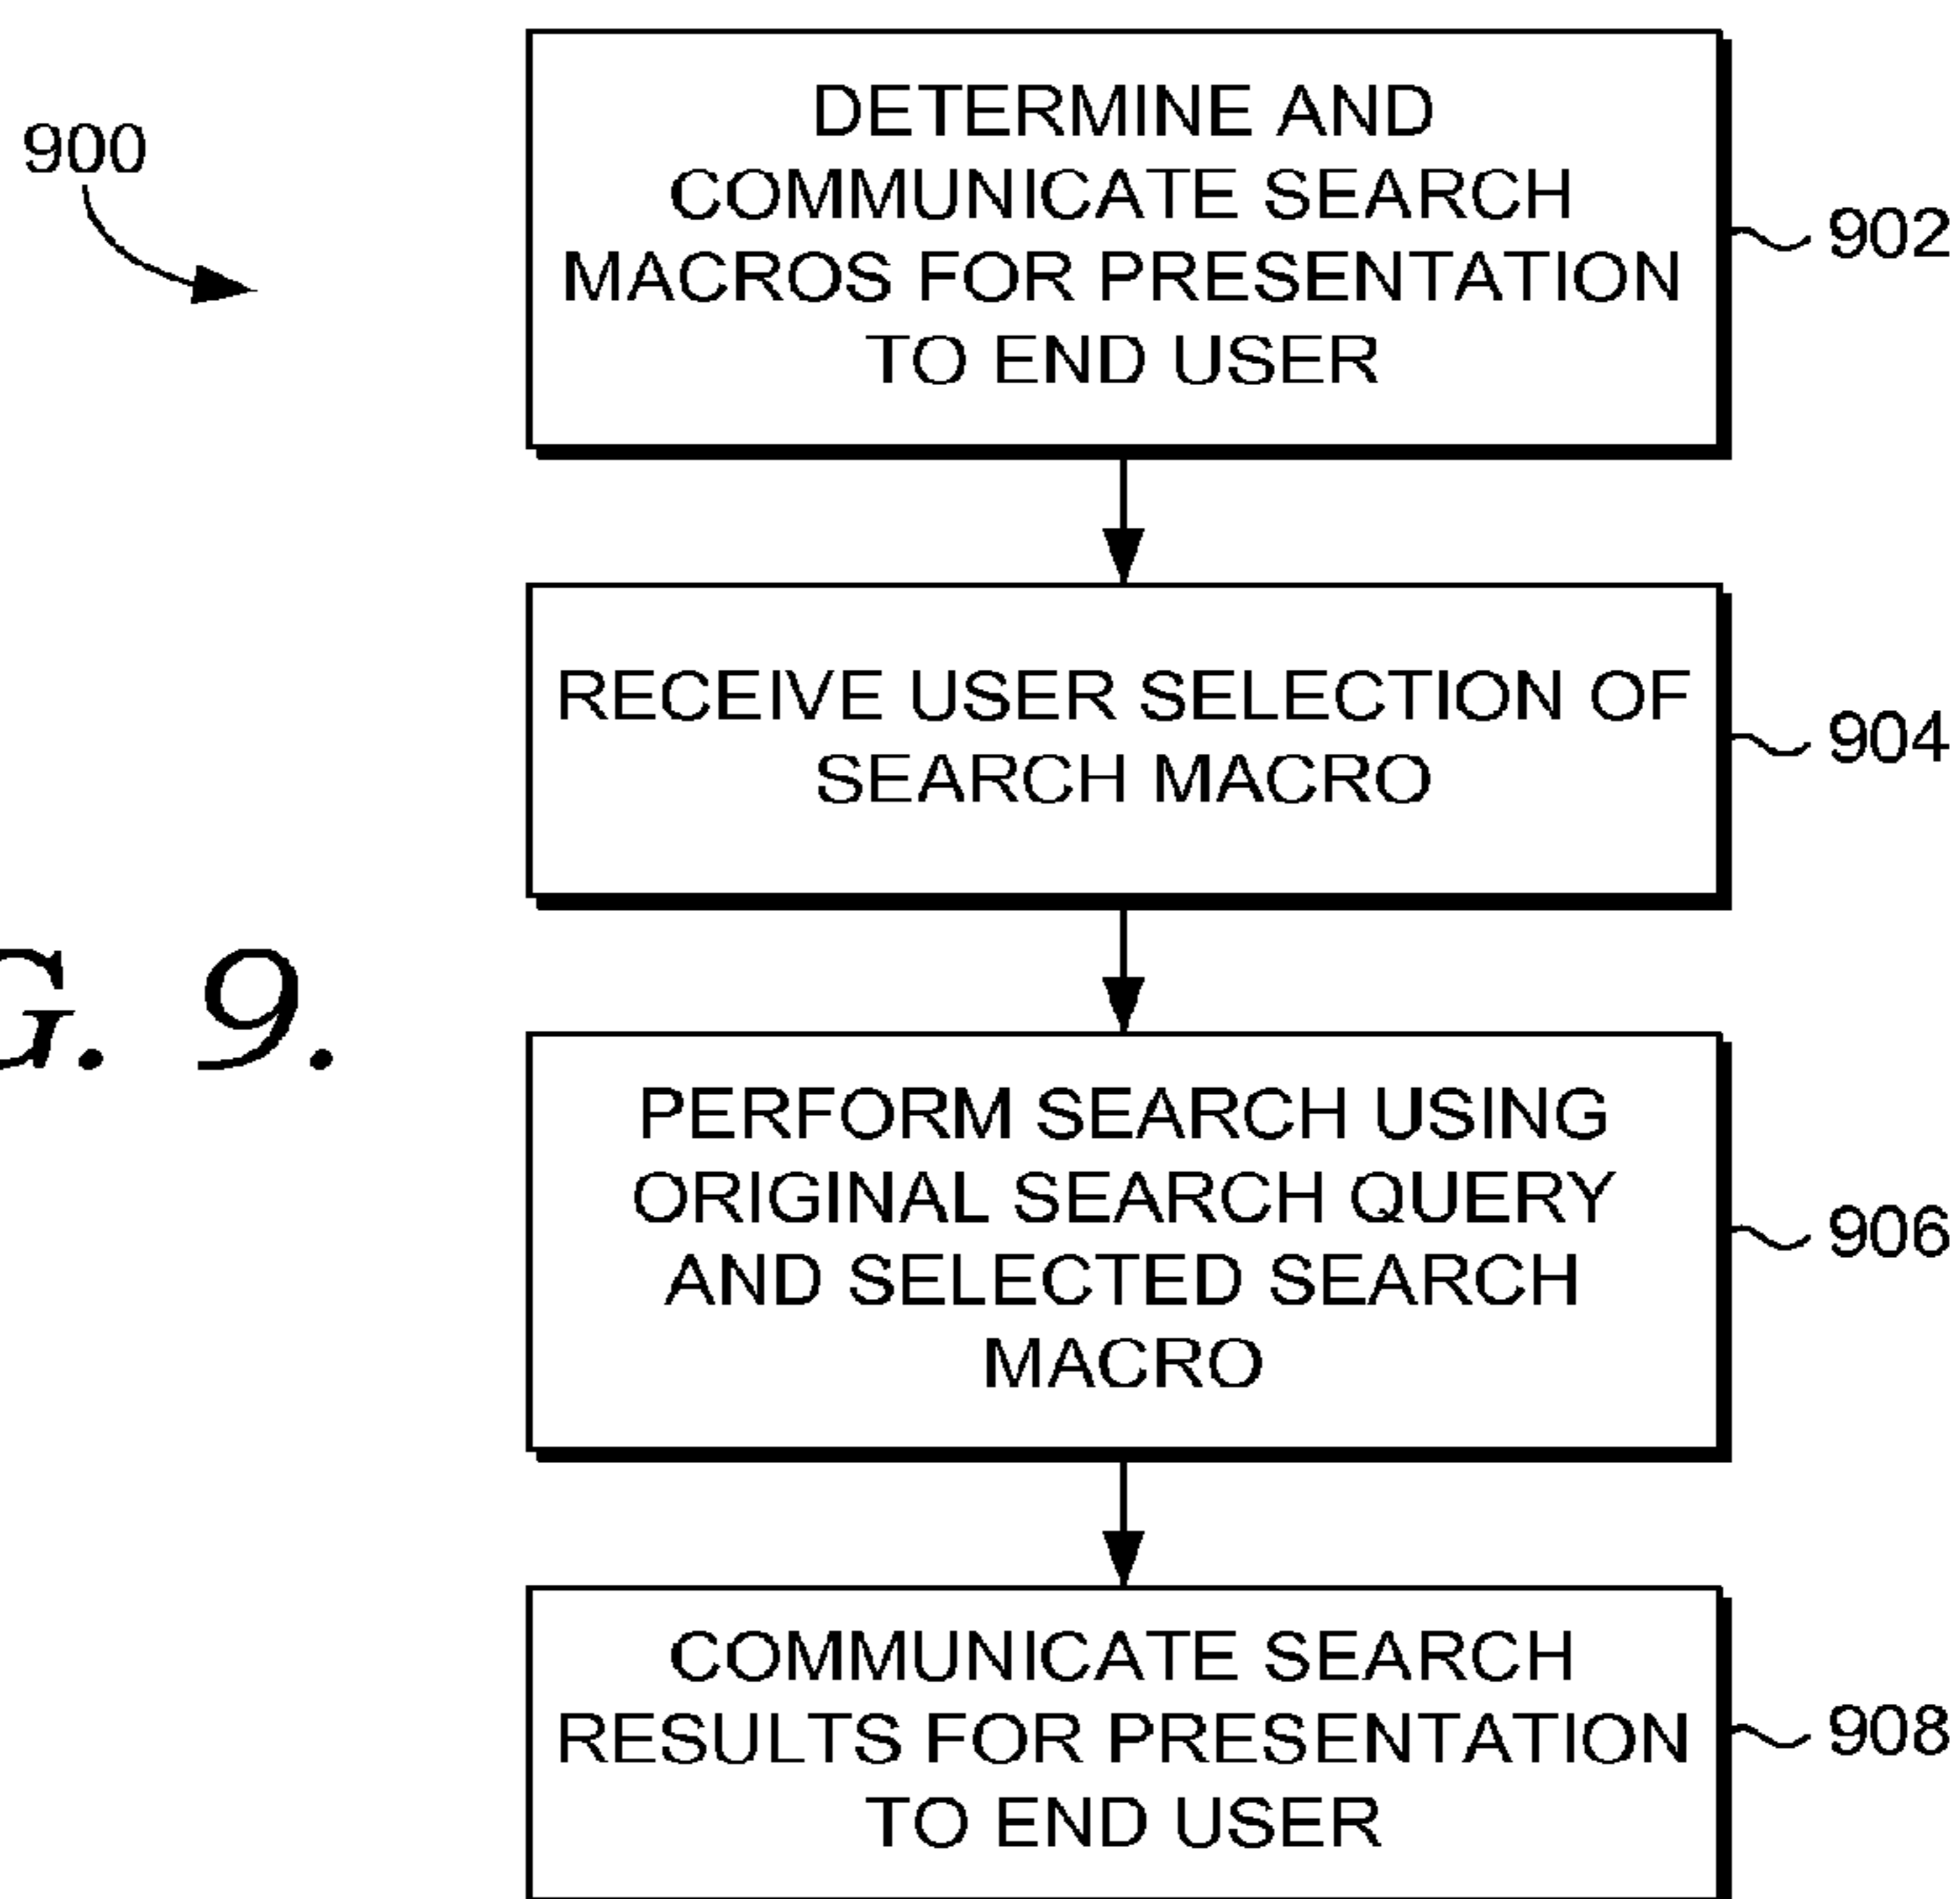 900
DETERMINE AND
COMMUNICATE SEARCH
MACROS FOR PRESENTATION
TO END USER
902
RECEIVE USER SELECTION OF
SEARCH MACRO
904
G. 9.
PERFORM SEARCH USING
ORIGINAL SEARCH QUERY
AND SELECTED SEARCH
MACRO
906
COMMUNICATE SEARCH
RESULTS FOR PRESENTATION
TO END USER
908